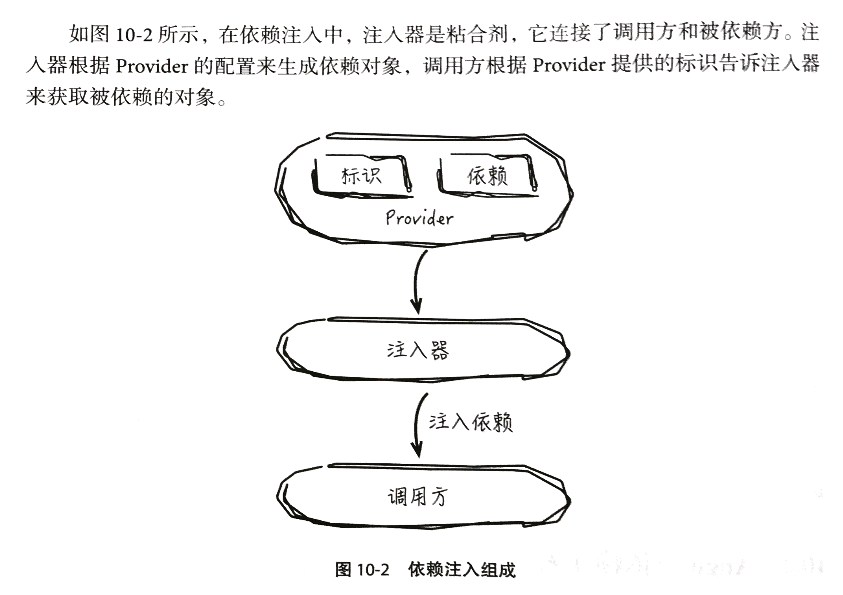 如图 10-2 所示，在依赖注入中，注入器是粘合剂，它连接了调用方和被依赖方。注
入器根据 Provider 的配置来生成依赖对象，调用方根据 Provider 提供的标识告诉注入器
来获取被依赖的对象。
标识 依赖
Provider
注入器
注入依赖
调用方
图 10-2 依赖注入组成